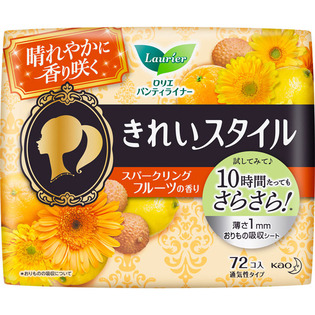 晴れやかに
香り咲く
Laurier
ロリエ
パンティライナー
きれいスタイル
スパークリング
フルーツの香り
試してみて♪
10時間たっても
さらさら!
薄さ1mm
おりもの吸収シート
72コ入
通気性タイプ
Kao
*おりもの吸収について